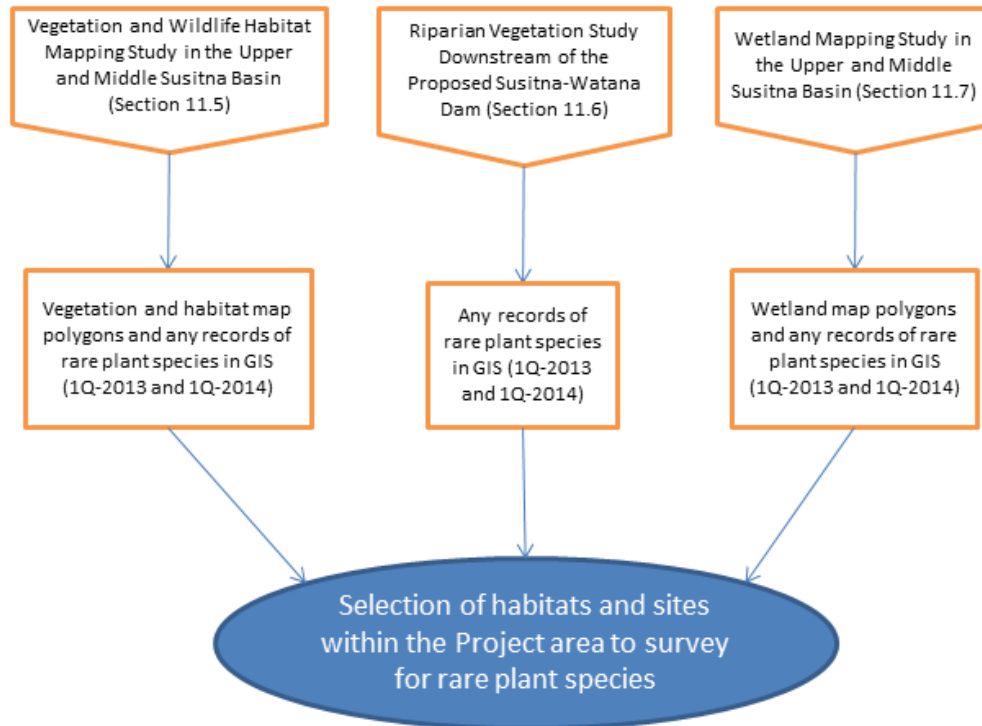 Vegetation and Wildlife Habitat
Mapping Study in the Upper
and Middle Susitna Basin
(Section 11.5)
Riparian Vegetation Study
Downstream of the
Proposed Susitna-Watana
Dam (Section 11.6)
Wetland Mapping Study in
the Upper and Middle
Susitna Basin (Section 11.7)
Vegetation and habitat map
polygons and any records of
rare plant species in GIS
(1Q-2013 and 1Q-2014)
Any records of
rare plant species
in GIS (1Q-2013
and 1Q-2014)
Wetland map polygons
and any records of rare
plant species in GIS
(1Q-2013 and 1Q-2014)
Selection of habitats and sites
within the Project area to survey
for rare plant species